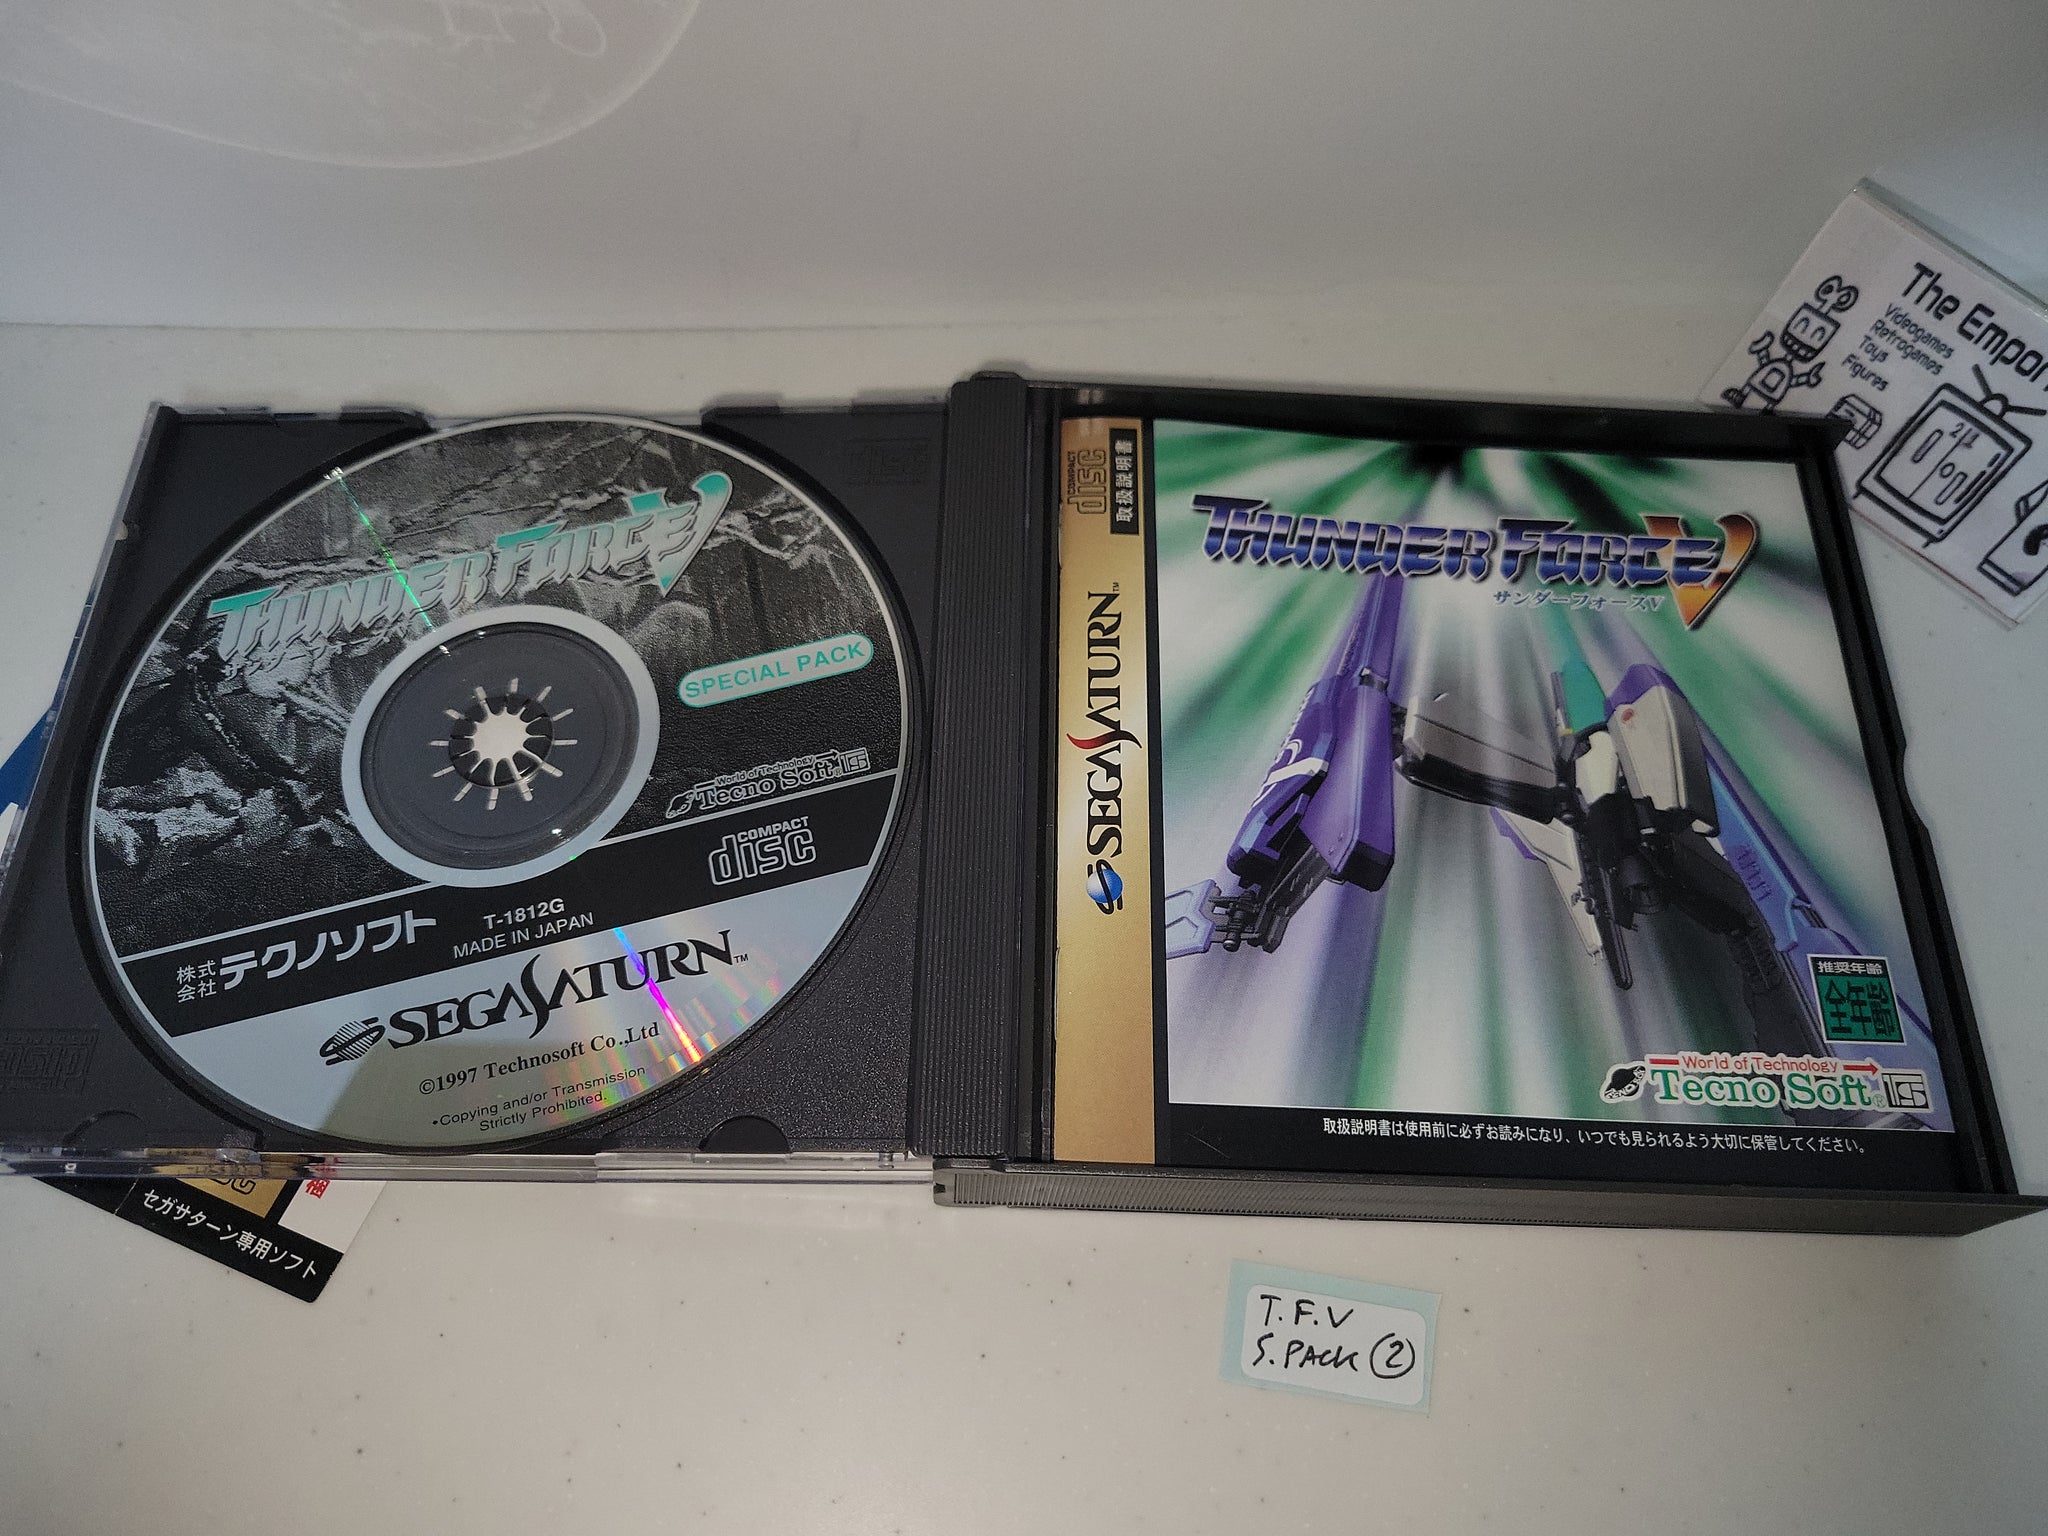 THUNDER FORCE V
サンダーフォースV
SPECIAL PACK
World of Technology
Tecno Soft®
COMPACT
disc
株式会社 テクノソフト
T-1812G
MADE IN JAPAN
SEGA SATURN™
©1997 Technosoft Co.,Ltd
•Copying and/or Transmission
Strictly Prohibited.
COMPACT
disc
取扱説明書
SEGA SATURN™
THUNDER FORCE V
サンダーフォースV
推奨年齢
全年齢
World of Technology
Tecno Soft®
取扱説明書は使用前に必ずお読みになり、いつでも見られるよう大切に保管してください。
The Empor
Videogames
Retrogames
Toys
Figures
セガサターン専用ソフト
T.F.V
S.PACK (2)